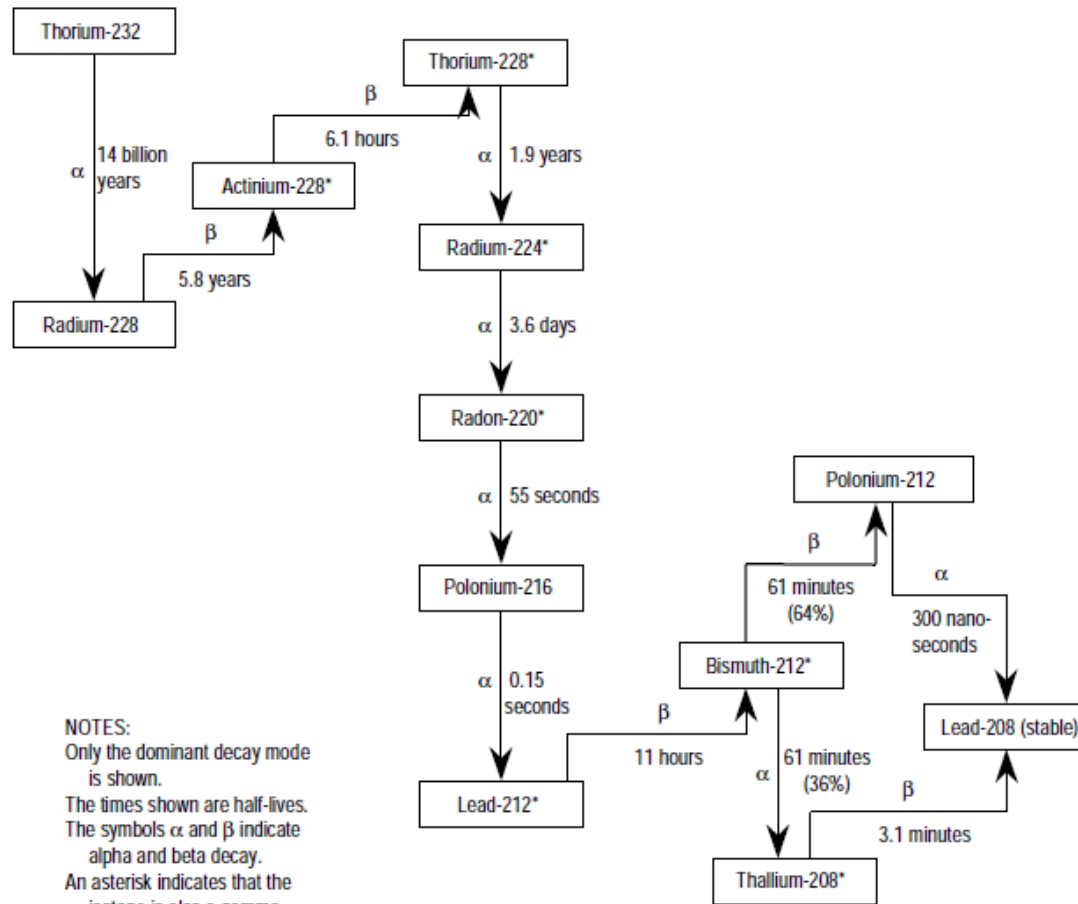 Thorium-232
Thorium-228*
β
6.1 hours
α
14 billion
years
α
1.9 years
Actinium-228*
β
5.8 years
Radium-224*
Radium-228
α
3.6 days
Radon-220*
α
55 seconds
Polonium-212
β
61 minutes
(64%)
α
300 nano-
seconds
Polonium-216
α
0.15
seconds
Bismuth-212*
β
11 hours
α
61 minutes
(36%)
Lead-208 (stable)
β
3.1 minutes
Lead-212*
Thallium-208*
NOTES:
Only the dominant decay mode
is shown.
The times shown are half-lives.
The symbols α and β indicate
alpha and beta decay.
An asterisk indicates that the